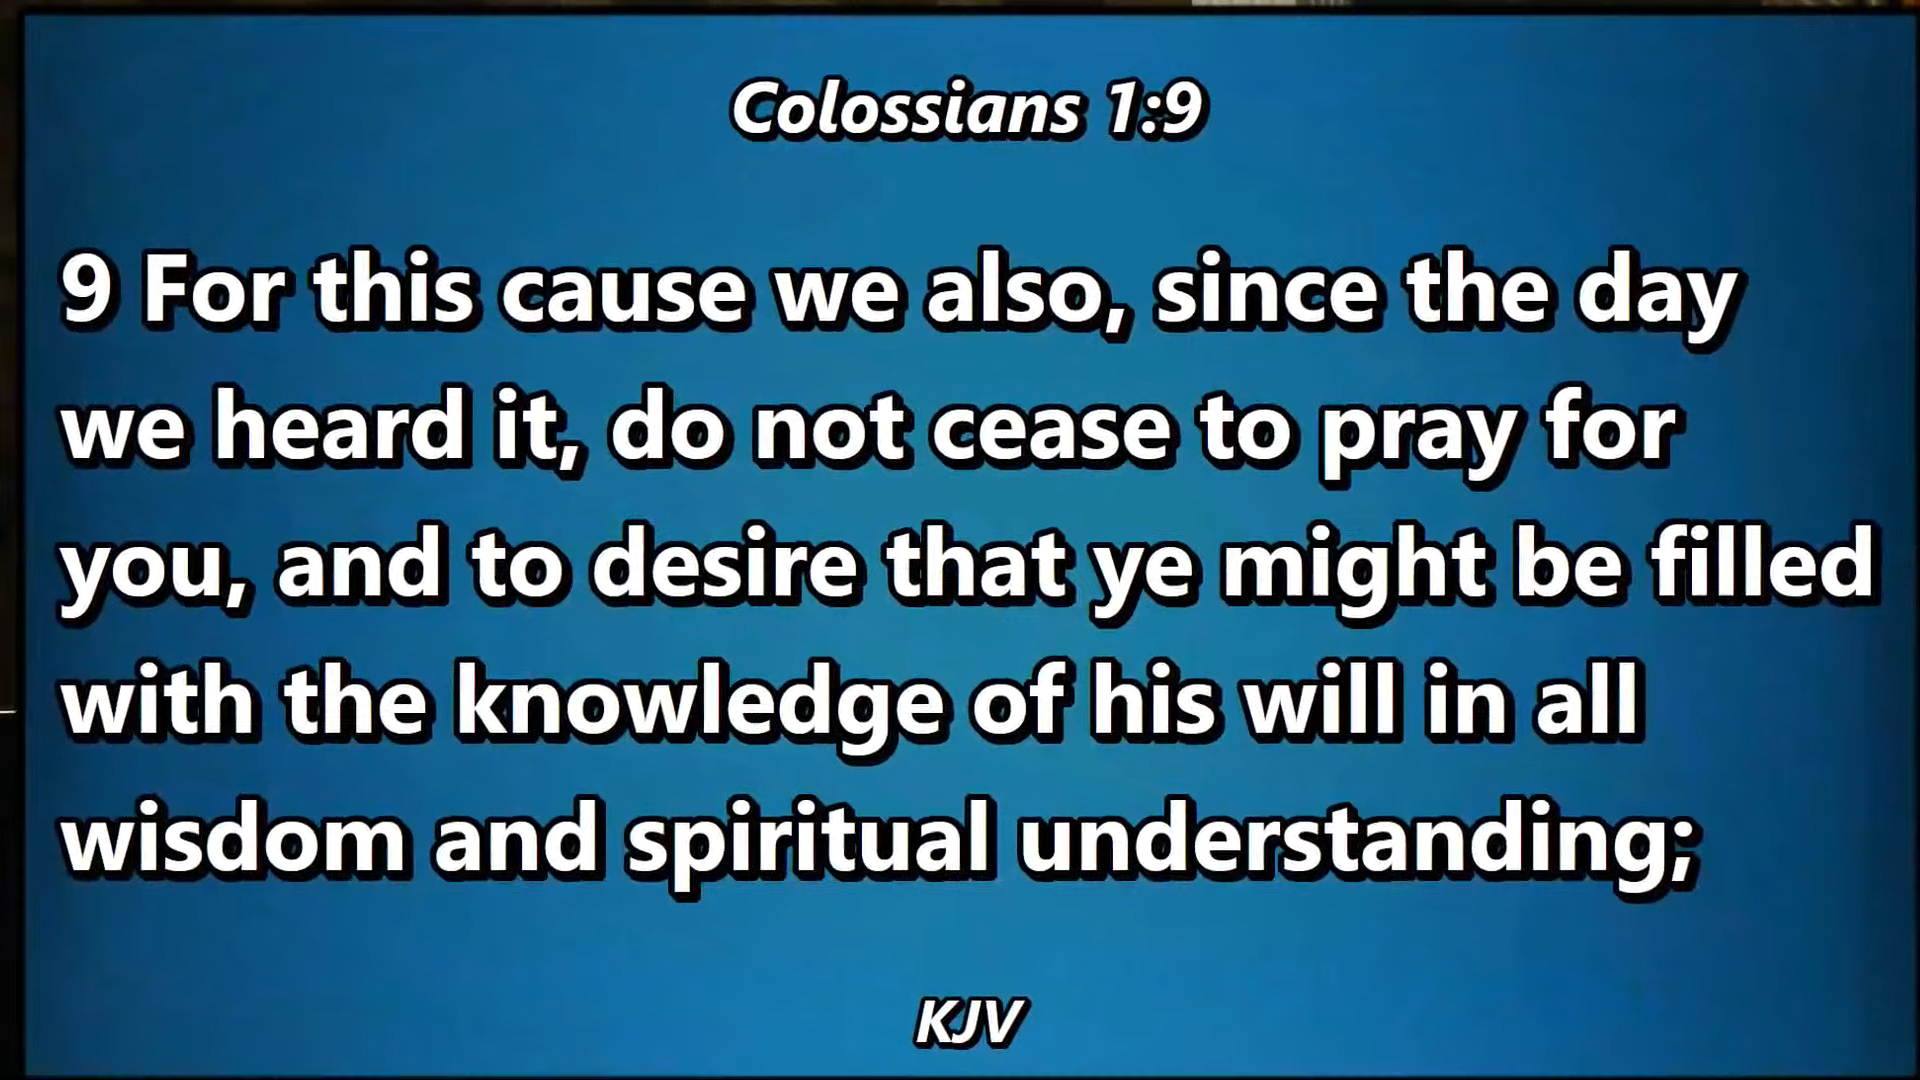 Colossians 1:9
9 For this cause we also, since the day
we heard it, do not cease to pray for
you, and to desire that ye might be filled
with the knowledge of his will in all
wisdom and spiritual understanding;
KJV